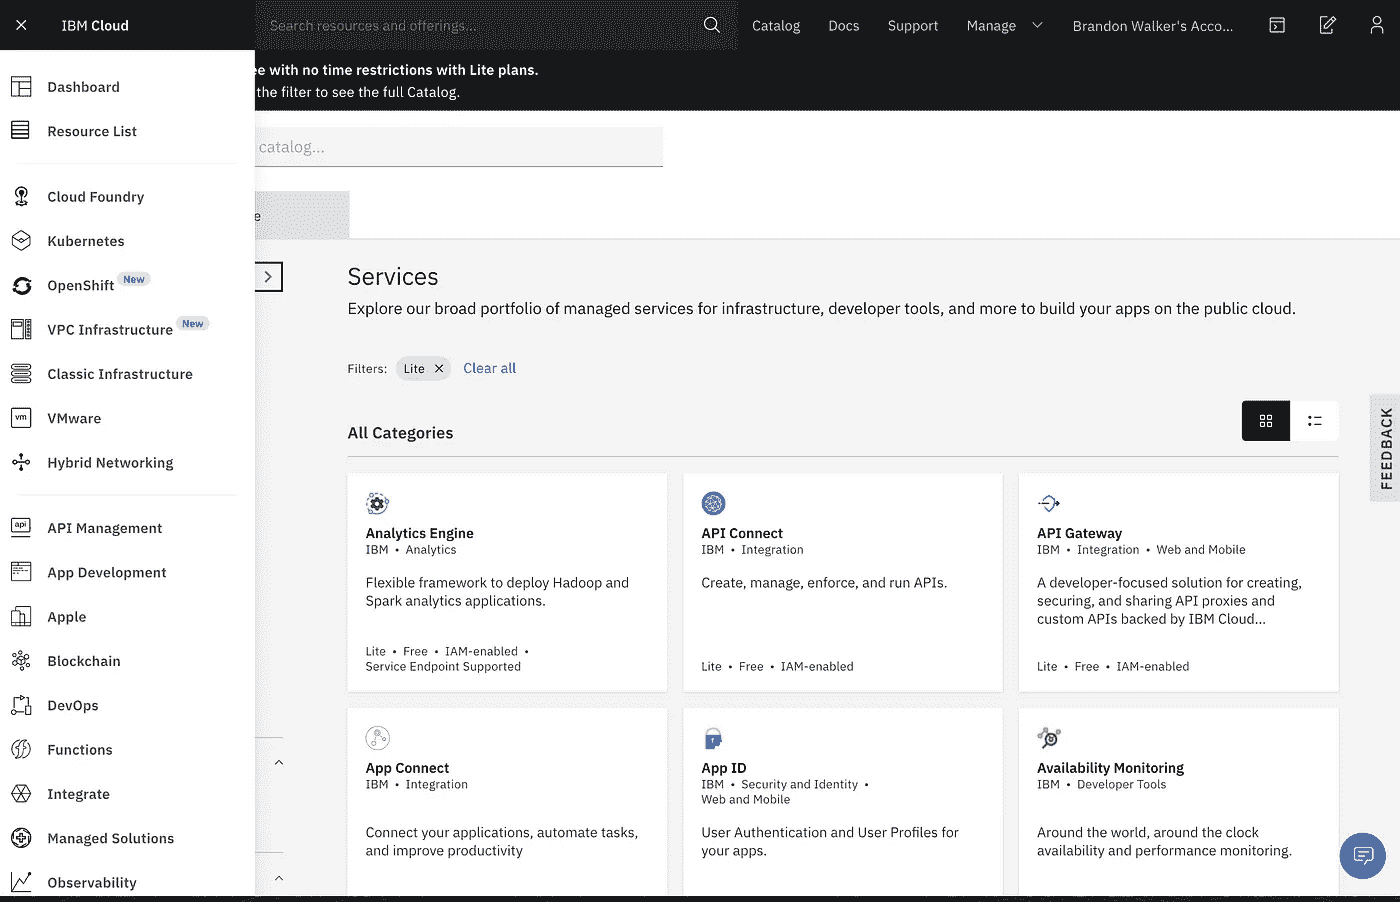 IBM Cloud
Search resources and offerings...
Catalog
Docs
Support
Manage
Brandon Walker's Acco...
ee with no time restrictions with Lite plans.
the filter to see the full Catalog.
catalog...
e
Dashboard
Resource List
Cloud Foundry
Kubernetes
OpenShift New
VPC Infrastructure New
Classic Infrastructure
vm VMware
Hybrid Networking
api API Management
App Development
Apple
Blockchain
DevOps
Functions
Integrate
Managed Solutions
Observability
Services
Explore our broad portfolio of managed services for infrastructure, developer tools, and more to build your apps on the public cloud.
Filters: Lite Clear all
All Categories
FEEDBACK
Analytics Engine
IBM • Analytics
Flexible framework to deploy Hadoop and
Spark analytics applications.
Lite • Free • IAM-enabled •
Service Endpoint Supported
API Connect
IBM • Integration
Create, manage, enforce, and run APIs.
Lite • Free • IAM-enabled
API Gateway
IBM • Integration • Web and Mobile
A developer-focused solution for creating,
securing, and sharing API proxies and
custom APIs backed by IBM Cloud...
Lite • Free • IAM-enabled
App Connect
IBM • Integration
Connect your applications, automate tasks,
and improve productivity
App ID
IBM • Security and Identity •
Web and Mobile
User Authentication and User Profiles for
your apps.
Availability Monitoring
IBM • Developer Tools
Around the world, around the clock
availability and performance monitoring.